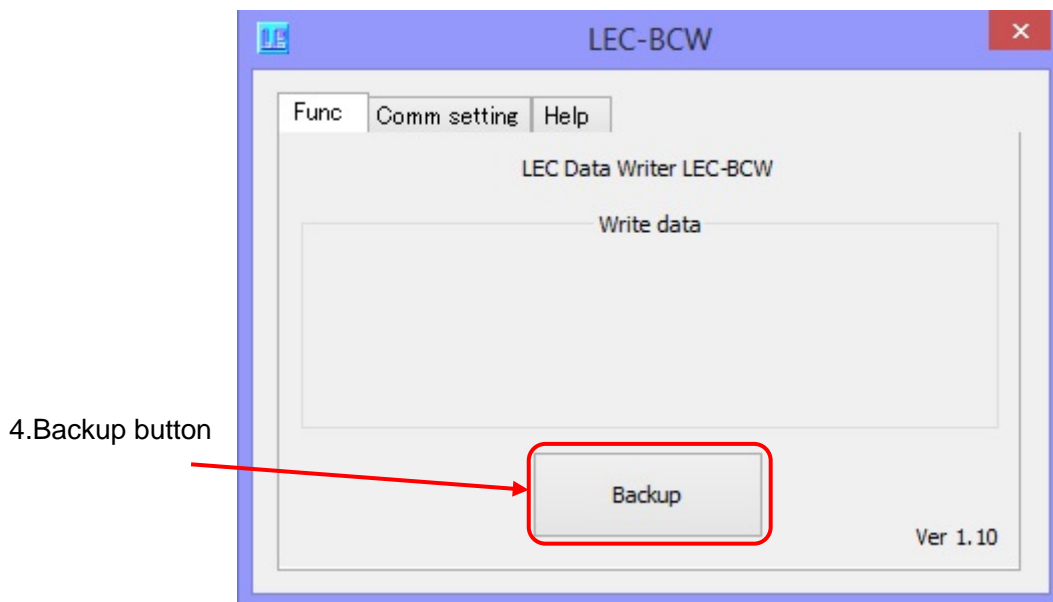 LE
LEC-BCW
Func
Comm setting
Help
LEC Data Writer LEC-BCW
Write data
4.Backup button
Backup
Ver 1.10